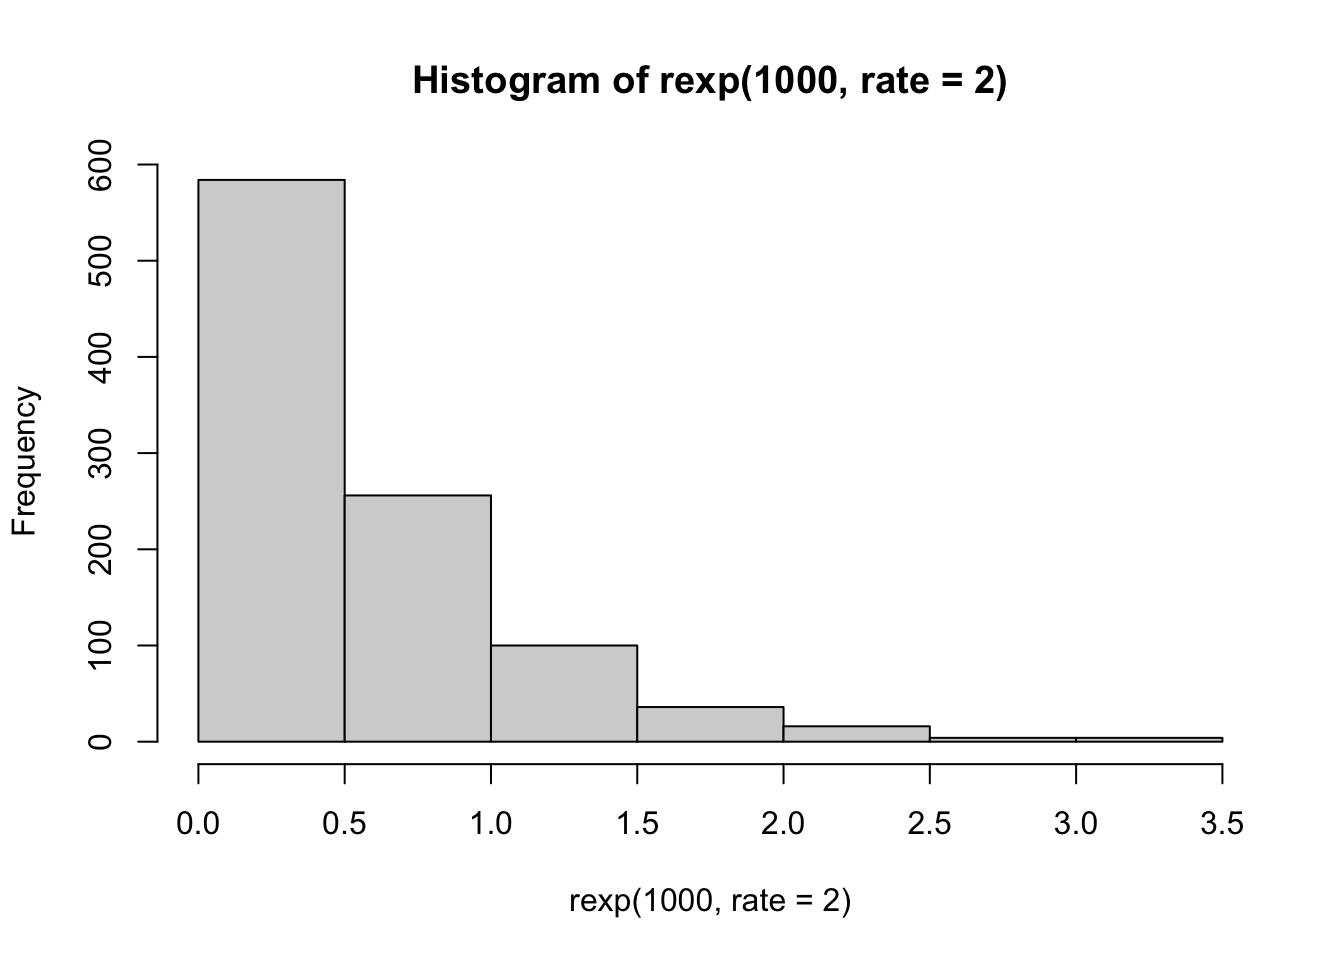 Histogram of rexp(1000, rate = 2)
Frequency
600
500
400
300
200
100
0
0.0 0.5 1.0 1.5 2.0 2.5 3.0 3.5
rexp(1000, rate = 2)